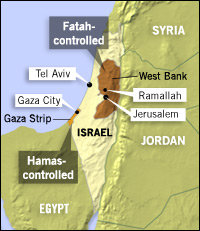 Fatah-
controlled
SYRIA
Tel Aviv
West Bank
Gaza City
Ramallah
Gaza Strip
Jerusalem
ISRAEL
Hamas-
controlled
JORDAN
EGYPT